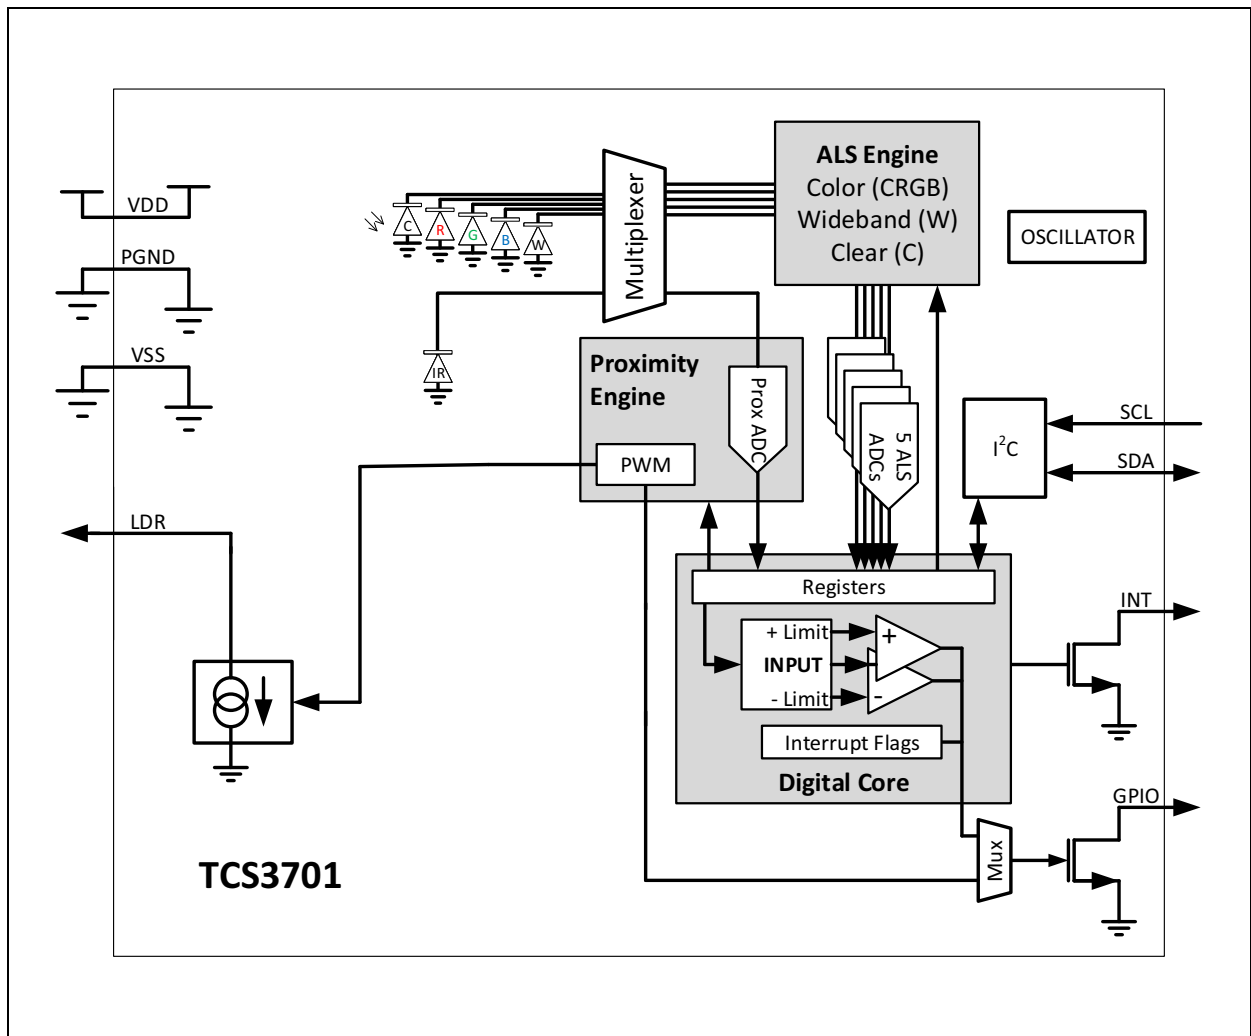 ALS Engine
Color (CRGB)
Wideband (W)
Clear (C)
Multiplexer
VDD
C
R
G
B
W
OSCILLATOR
PGND
VSS
IR
Proximity
Engine
Prox ADC
PWM
5 ALS
ADCs
I²C
SCL
SDA
LDR
Registers
INT
+ Limit
INPUT
- Limit
+
-
Interrupt Flags
Digital Core
GPIO
Mux
TCS3701